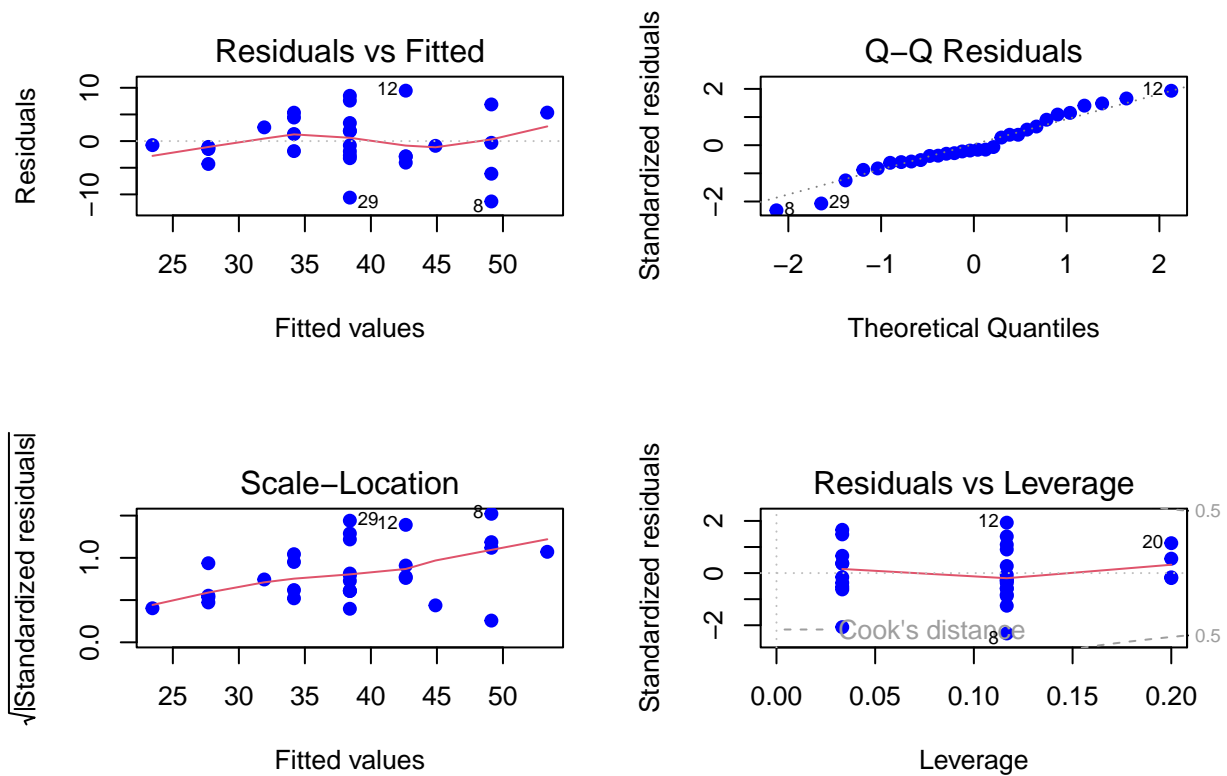 Residuals vs Fitted
Residuals
−10
0
10
12
29
8
25 30 35 40 45 50
Fitted values
Q−Q Residuals
Standardized residuals
−2
0
2
12
8
29
−2 −1 0 1 2
Theoretical Quantiles
Scale−Location
√|Standardized residuals|
0.0
1.0
29
12
8
25 30 35 40 45 50
Fitted values
Residuals vs Leverage
Standardized residuals
−2
0
2
12
20
8
0.5
0.5
Cook's distance
0.00 0.05 0.10 0.15 0.20
Leverage